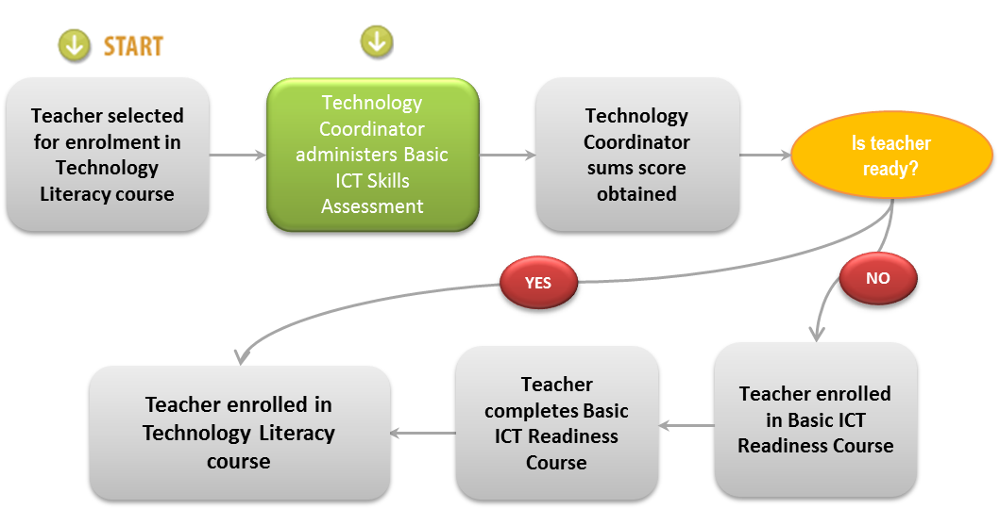 START
Teacher selected
for enrolment in
Technology
Literacy course
Technology
Coordinator
administers Basic
ICT Skills
Assessment
Technology
Coordinator
sums score
obtained
Is teacher
ready?
YES
NO
Teacher enrolled in
Technology Literacy
course
Teacher
completes Basic
ICT Readiness
Course
Teacher enrolled
in Basic ICT
Readiness Course